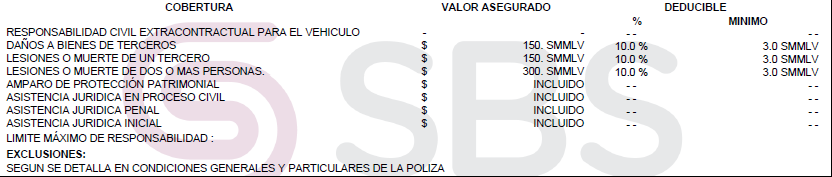 COBERTURA VALOR ASEGURADO DEDUCIBLE
% MINIMO
RESPONSABILIDAD CIVIL EXTRACONTRACTUAL PARA EL VEHICULO - - - - - -
DAÑOS A BIENES DE TERCEROS $ 150. SMMLV 10.0 % 3.0 SMMLV
LESIONES O MUERTE DE UN TERCERO $ 150. SMMLV 10.0 % 3.0 SMMLV
LESIONES O MUERTE DE DOS O MAS PERSONAS. $ 300. SMMLV 10.0 % 3.0 SMMLV
AMPARO DE PROTECCIÓN PATRIMONIAL $ INCLUIDO - - - -
ASISTENCIA JURIDICA EN PROCESO CIVIL $ INCLUIDO - - - -
ASISTENCIA JURIDICA PENAL $ INCLUIDO - - - -
ASISTENCIA JURIDICA INICIAL $ INCLUIDO - - - -
LIMITE MÁXIMO DE RESPONSABILIDAD :
EXCLUSIONES:
SEGUN SE DETALLA EN CONDICIONES GENERALES Y PARTICULARES DE LA POLIZA
SBS